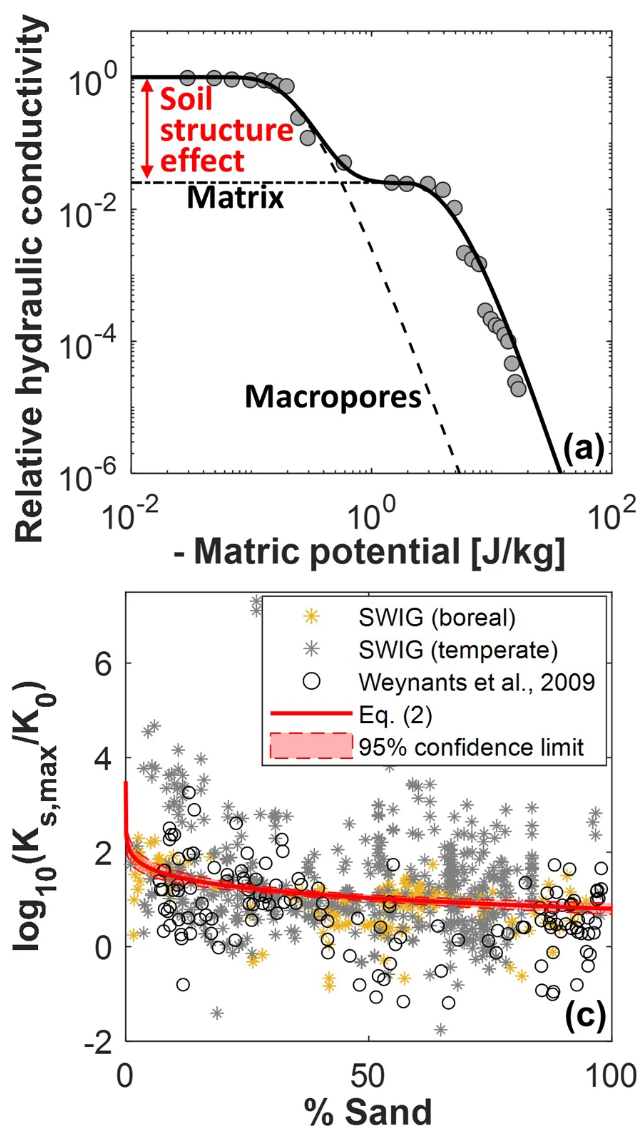 Relative hydraulic conductivity
10^0
10^-2
10^-4
10^-6
Soil
structure
effect
Matrix
Macropores
(a)
10^-2
10^0
10^2
- Matric potential [J/kg]
log10(Ks,max/K0)
6
4
2
0
-2
SWIG (boreal)
SWIG (temperate)
Weynants et al., 2009
Eq. (2)
95% confidence limit
(c)
0
50
100
% Sand